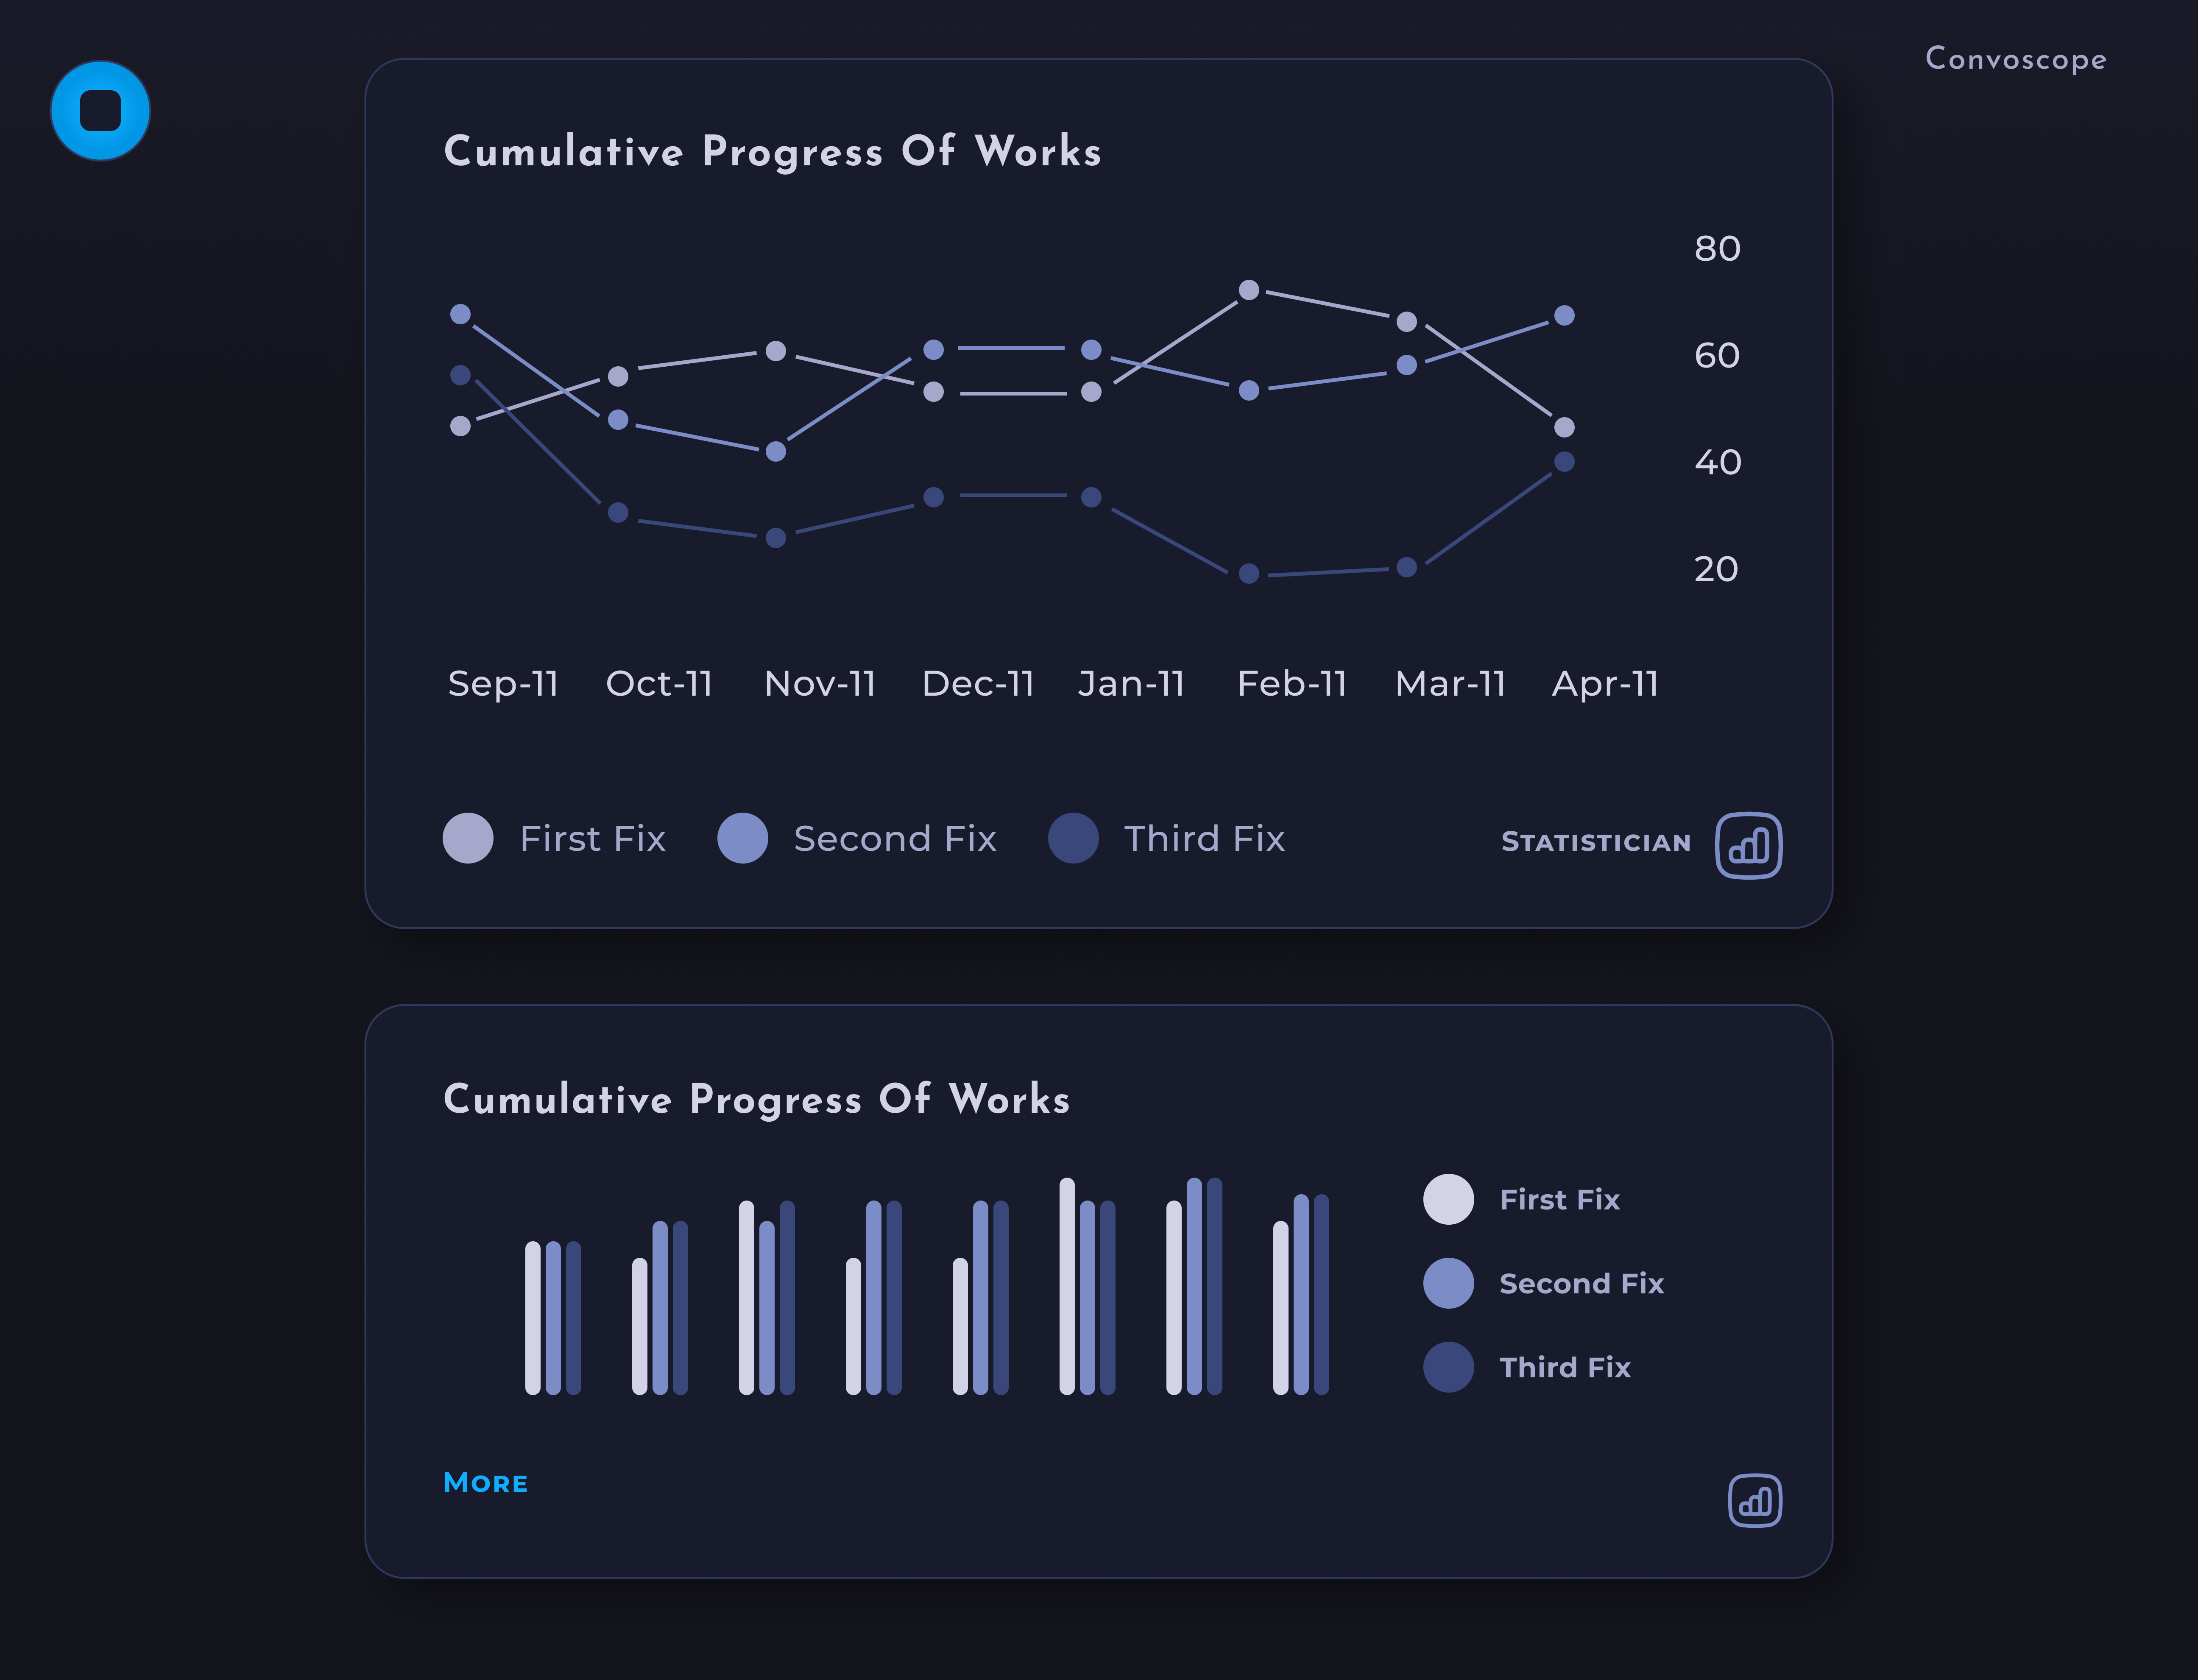 Convoscope
Cumulative Progress Of Works
80
60
40
20
Sep-11 Oct-11 Nov-11 Dec-11 Jan-11 Feb-11 Mar-11 Apr-11
First Fix Second Fix Third Fix STATISTICIAN
Cumulative Progress Of Works
First Fix
Second Fix
Third Fix
MORE